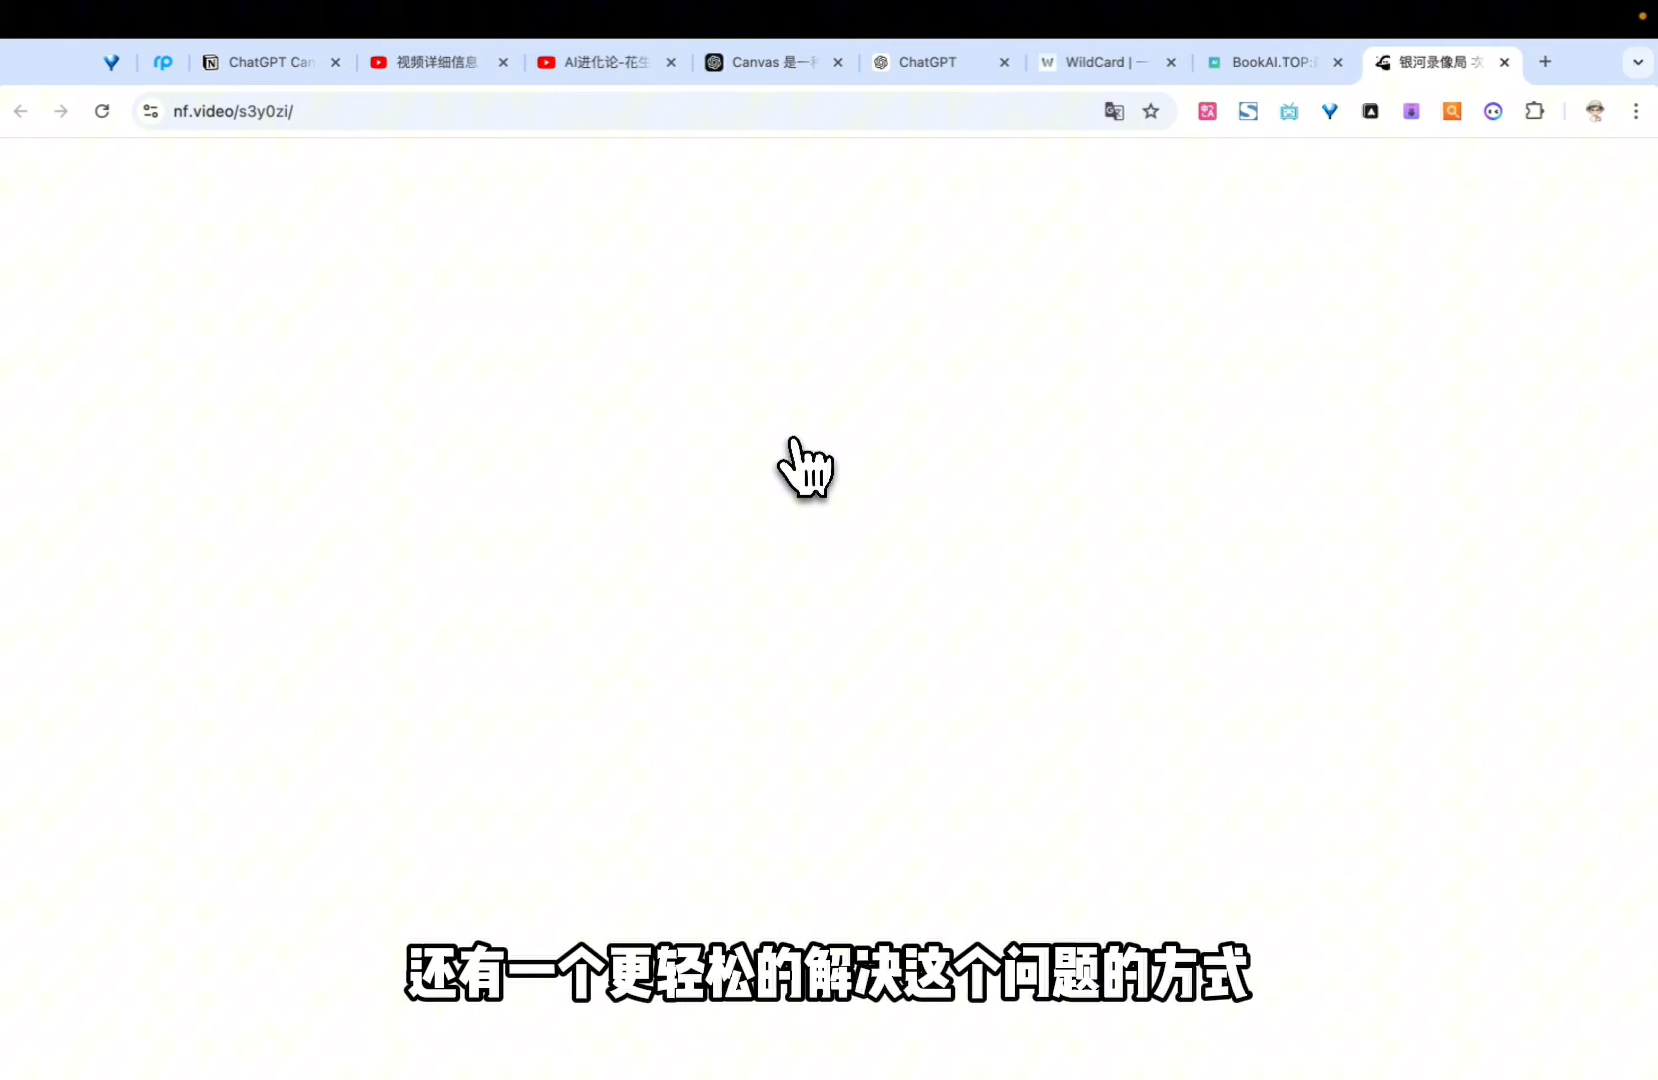 ChatGPT Can
视频详细信息
AI进化论-花生
Canvas 是一种
ChatGPT
WildCard | 一
BookAI.TOP:
银河录像局 次
nf.video/s3y0zi/
还有一个更轻松的解决这个问题的方式